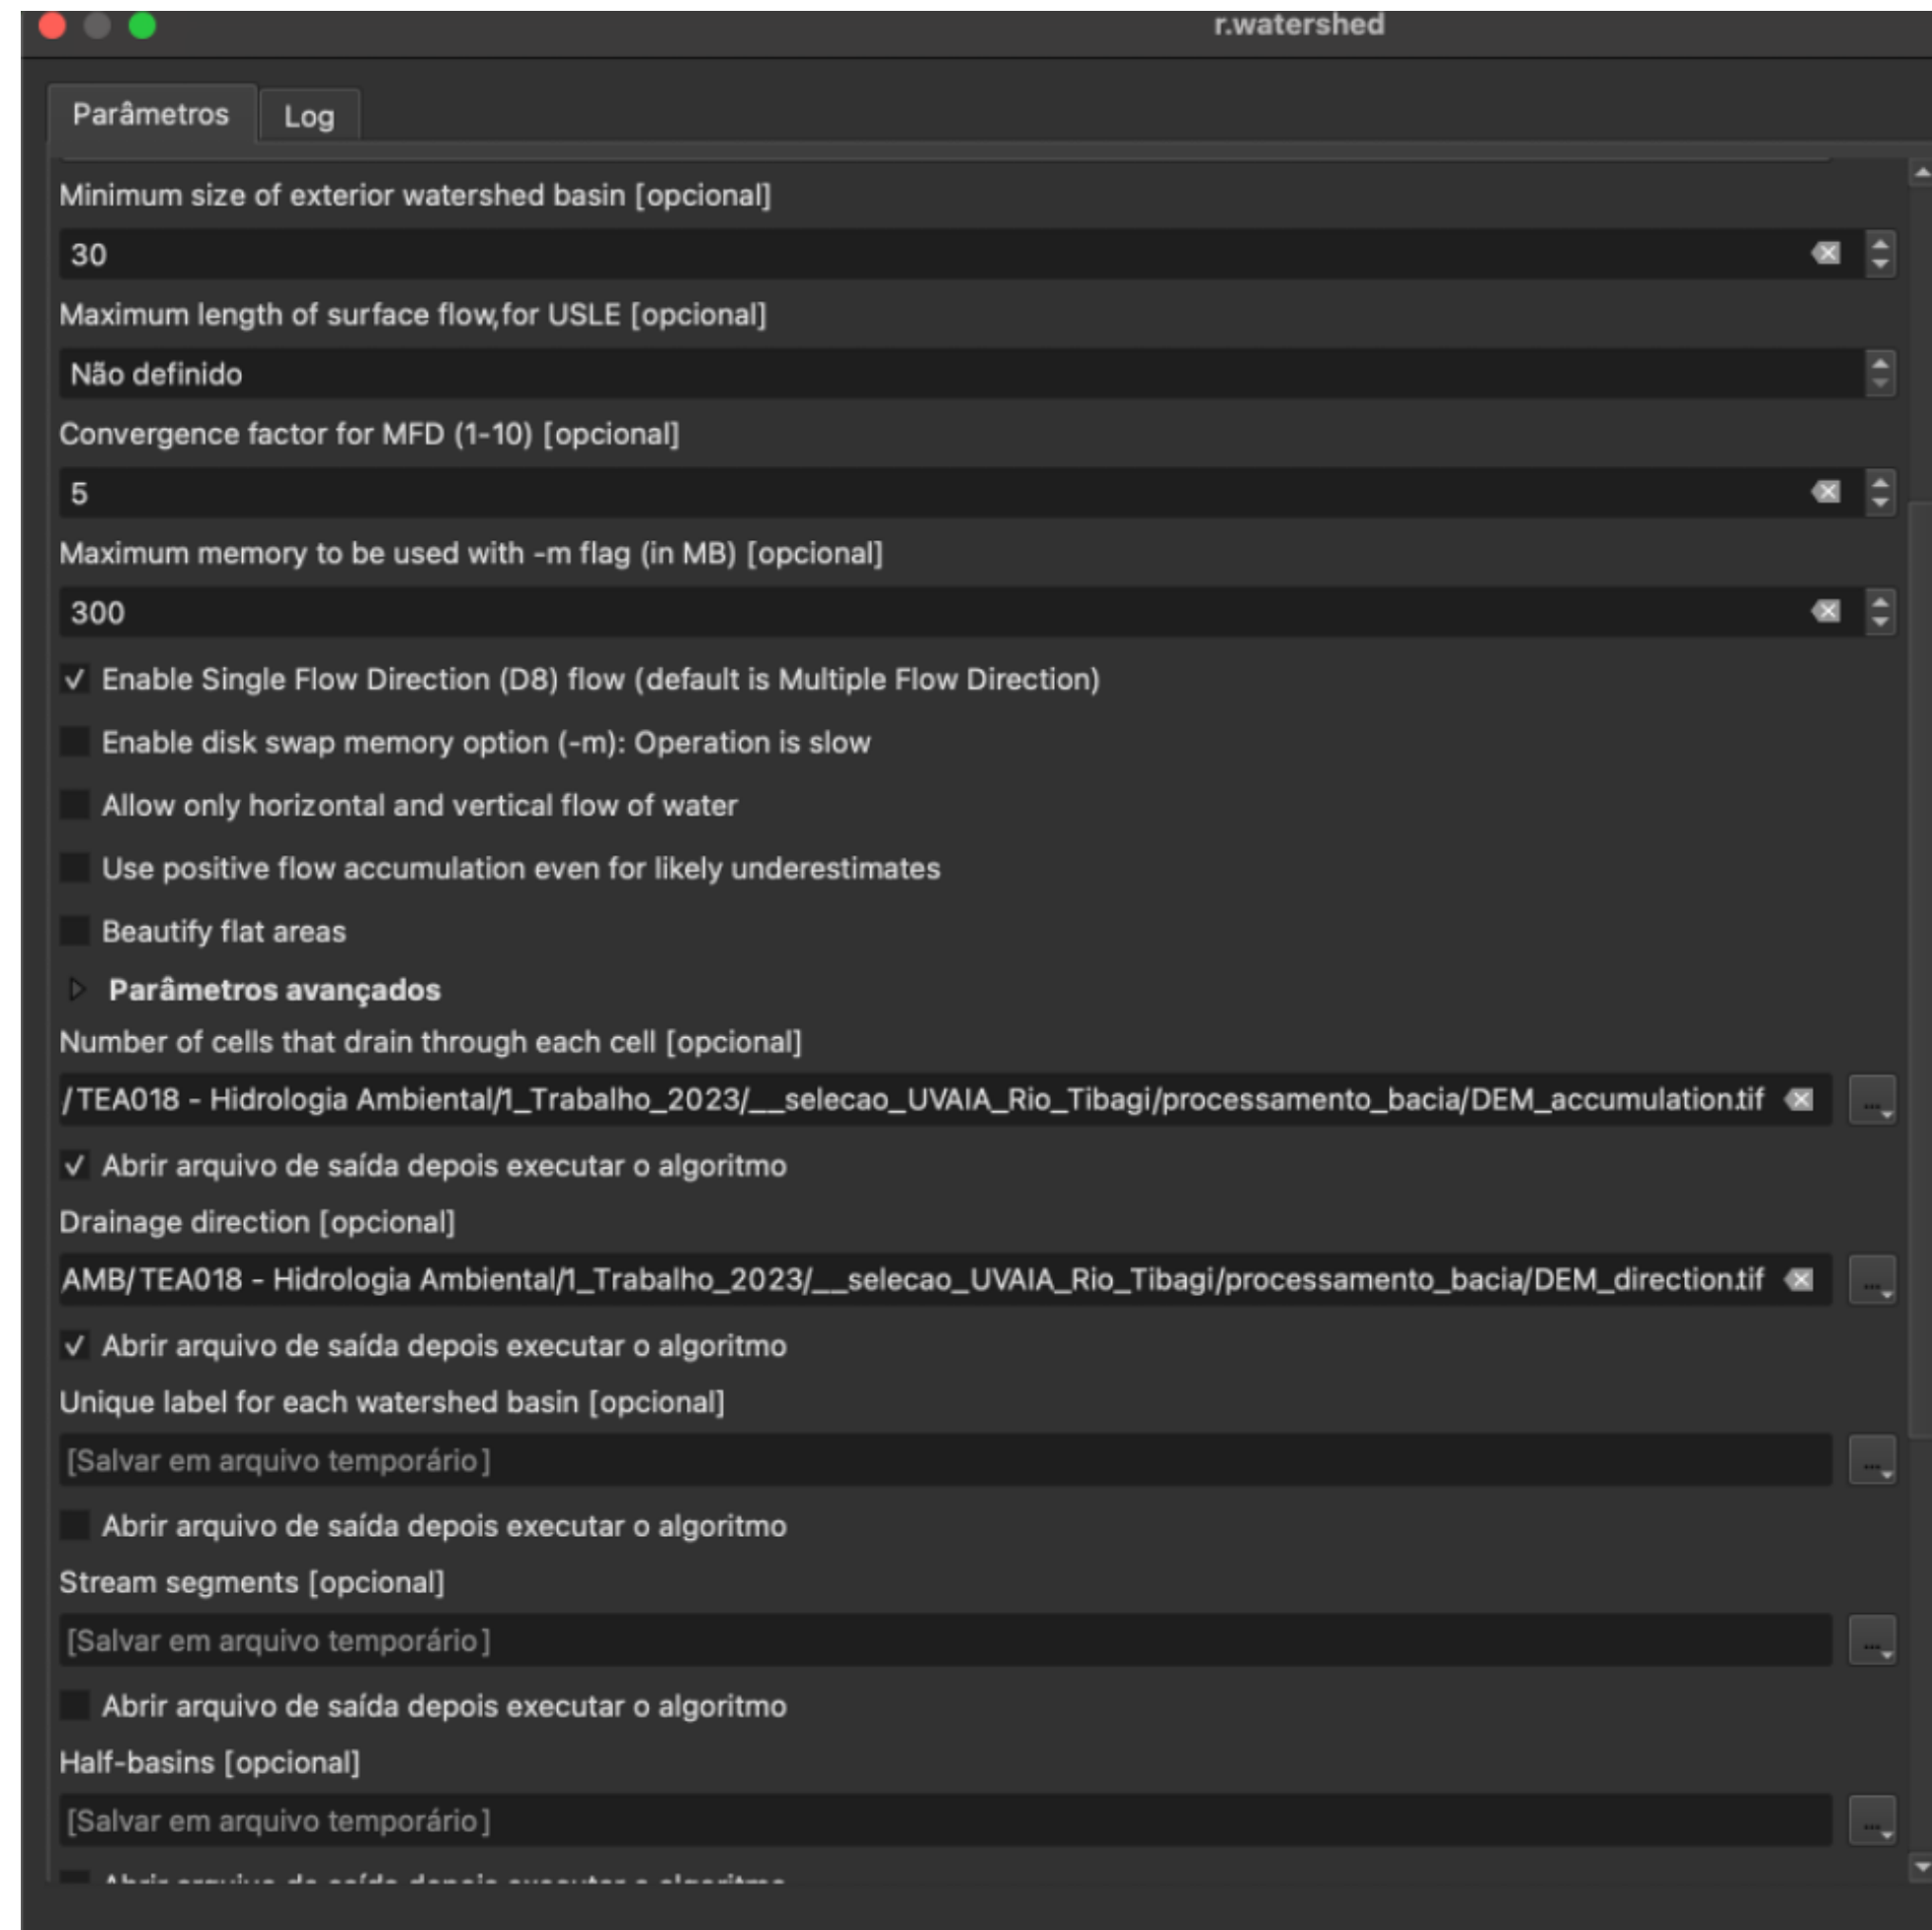 r.watershed
Parâmetros
Log
Minimum size of exterior watershed basin [opcional]
30
Maximum length of surface flow,for USLE [opcional]
Não definido
Convergence factor for MFD (1-10) [opcional]
5
Maximum memory to be used with -m flag (in MB) [opcional]
300
Enable Single Flow Direction (D8) flow (default is Multiple Flow Direction)
Enable disk swap memory option (-m): Operation is slow
Allow only horizontal and vertical flow of water
Use positive flow accumulation even for likely underestimates
Beautify flat areas
Parâmetros avançados
Number of cells that drain through each cell [opcional]
/TEA018 - Hidrologia Ambiental/1_Trabalho_2023/__selecao_UVAIA_Rio_Tibagi/processamento_bacia/DEM_accumulation.tif
...
Abrir arquivo de saída depois executar o algoritmo
Drainage direction [opcional]
AMB/TEA018 - Hidrologia Ambiental/1_Trabalho_2023/__selecao_UVAIA_Rio_Tibagi/processamento_bacia/DEM_direction.tif
...
Abrir arquivo de saída depois executar o algoritmo
Unique label for each watershed basin [opcional]
[Salvar em arquivo temporário]
...
Abrir arquivo de saída depois executar o algoritmo
Stream segments [opcional]
[Salvar em arquivo temporário]
...
Abrir arquivo de saída depois executar o algoritmo
Half-basins [opcional]
[Salvar em arquivo temporário]
...
Abrir arquivo de saída depois executar o algoritmo